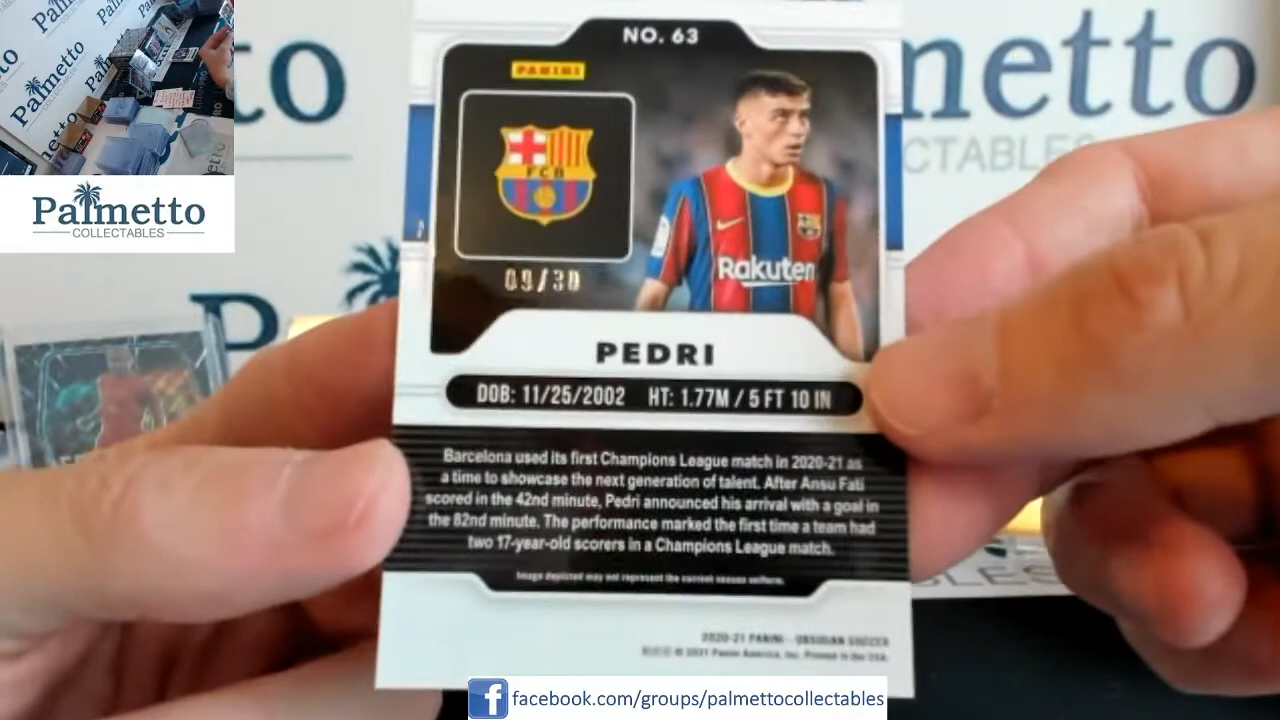 Palmetto
COLLECTABLES
NO. 63
PANINI
FCB
09/30
Rakuten
PEDRI
DOB: 11/25/2002 HT: 1.77M / 5 FT 10 IN
Barcelona used its first Champions League match in 2020-21 as
a time to showcase the next generation of talent. After Ansu Fati
scored in the 42nd minute, Pedri announced his arrival with a goal in
the 82nd minute. The performance marked the first time a team had
two 17-year-old scorers in a Champions League match.
Image depicted may not represent the current season uniform.
2020-21 PANINI - OBSIDIAN SOCCER
© 2021 Panini America, Inc. Printed in the USA.
facebook.com/groups/palmettocollectables